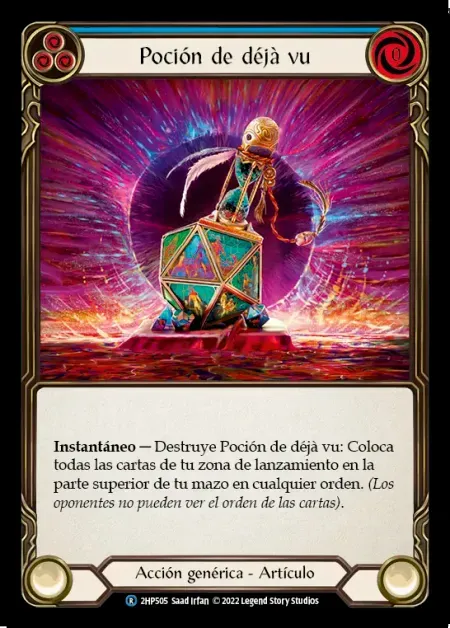 Poción de déjà vu
0
Instantáneo — Destruye Poción de déjà vu: Coloca
todas las cartas de tu zona de lanzamiento en la
parte superior de tu mazo en cualquier orden. (Los
oponentes no pueden ver el orden de las cartas).
Acción genérica - Artículo
R 2HP505 Saad Irfan © 2022 Legend Story Studios